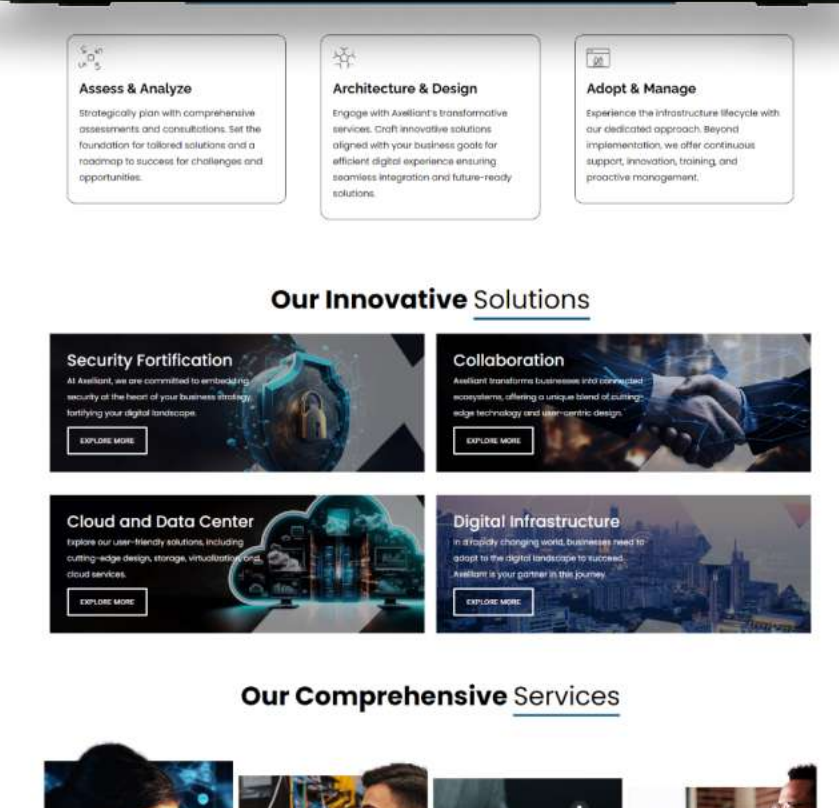 Assess & Analyze
Strategically plan with comprehensive
assessments and consultations. Set the
foundation for tailored solutions and a
roadmap to success for challenges and
opportunities.
Architecture & Design
Engage with Axelliant's transformative
services. Craft innovative solutions
aligned with your business goals for
efficient digital experience ensuring
seamless integration and future-ready
solutions.
Adopt & Manage
Experience the infrastructure lifecycle with
our dedicated approach. Beyond
implementation, we offer continuous
support, innovation, training, and
proactive management.
Our Innovative Solutions
Security Fortification
At Axelliant, we are committed to embedding
security at the heart of your business strategy,
fortifying your digital landscape.
EXPLORE MORE
Collaboration
Axelliant transforms businesses into connected
ecosystems, offering a unique blend of cutting-
edge technology and user-centric design.
EXPLORE MORE
Cloud and Data Center
Explore our user-friendly solutions, including
cutting-edge design, storage, virtualization, and
cloud services.
EXPLORE MORE
Digital Infrastructure
In a rapidly changing world, businesses need to
adapt to the digital landscape to succeed.
Axelliant is your partner in this journey.
EXPLORE MORE
Our Comprehensive Services